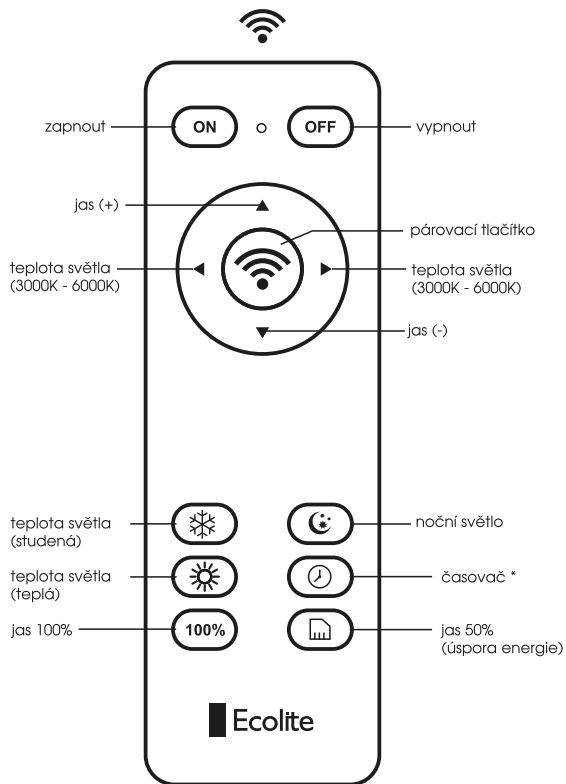 zapnout
ON
OFF
vypnout
jas (+)
párovací tlačítko
teplota světla
(3000K - 6000K)
teplota světla
(3000K - 6000K)
jas (-)
teplota světla
(studená)
noční světlo
teplota světla
(teplá)
časovač *
jas 100%
100%
jas 50%
(úspora energie)
Ecolite